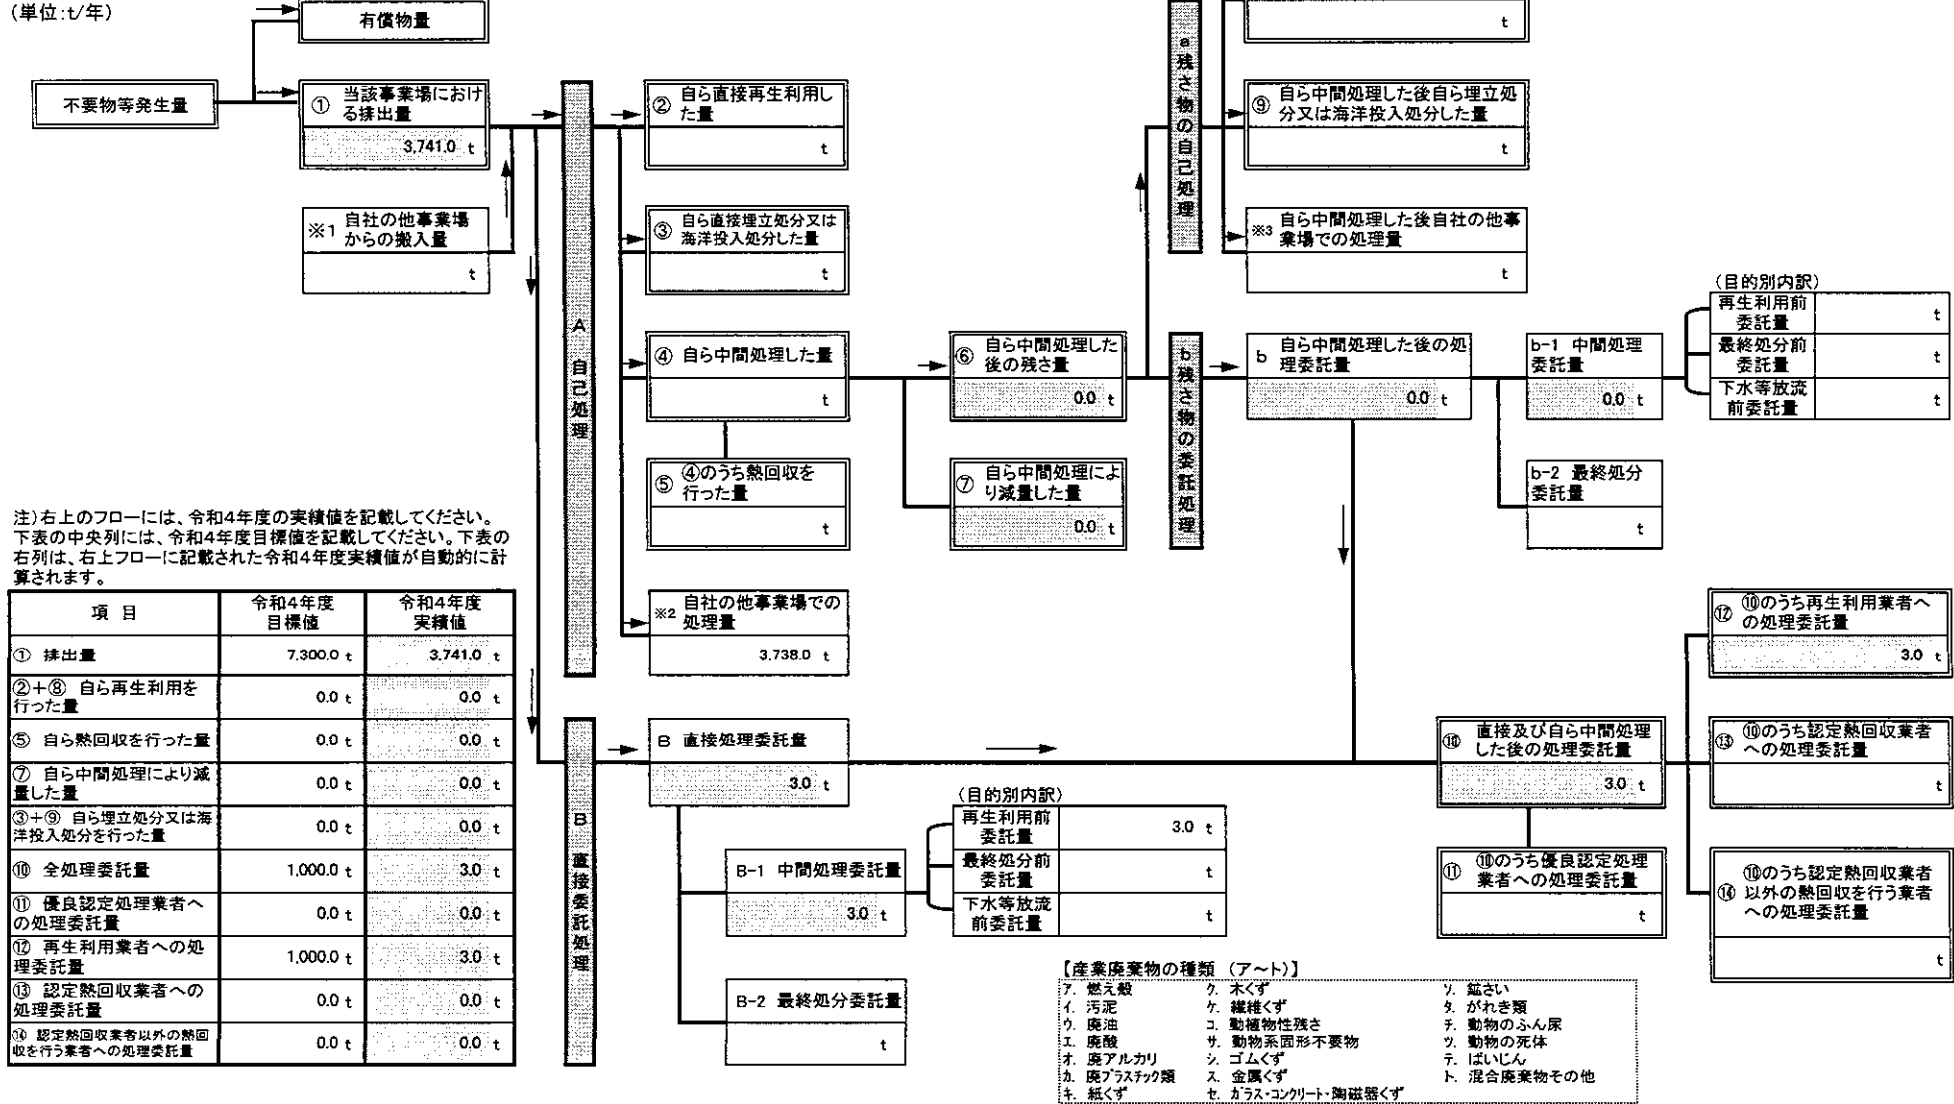 (単位:t/年)
有償物量
不要物等発生量
① 当該事業場におけ
る排出量
3,741.0 t
※1 自社の他事業場
からの搬入量
t
A 自己処理
② 自ら直接再生利用し
た量
t
③ 自ら直接埋立処分又は
海洋投入処分した量
t
④ 自ら中間処理した量
t
⑤ ④のうち熱回収を
行った量
t
※2 自社の他事業場での
処理量
3,738.0 t
⑥ 自ら中間処理した
後の残さ量
0.0 t
⑦ 自ら中間処理によ
り減量した量
0.0 t
a 残さ物の自己処理
t
⑨ 自ら中間処理した後自ら埋立処
分又は海洋投入処分した量
t
※3 自ら中間処理した後自社の他事
業場での処理量
t
b 残さ物の委託処理
b 自ら中間処理した後の処
理委託量
0.0 t
b-1 中間処理
委託量
0.0 t
b-2 最終処分
委託量
t
(目的別内訳)
再生利用前
委託量 t
最終処分前
委託量 t
下水等放流
前委託量 t
注)右上のフローには、令和4年度の実績値を記載してください。
下表の中央列には、令和4年度目標値を記載してください。下表の
右列は、右上フローに記載された令和4年度実績値が自動的に計
算されます。
項 目 令和4年度
目標値 令和4年度
実績値
① 排出量 7,300.0 t 3,741.0 t
②+⑧ 自ら再生利用を
行った量 0.0 t 0.0 t
⑤ 自ら熱回収を行った量 0.0 t 0.0 t
⑦ 自ら中間処理により減
量した量 0.0 t 0.0 t
③+⑨ 自ら埋立処分又は海
洋投入処分を行った量 0.0 t 0.0 t
⑩ 全処理委託量 1,000.0 t 3.0 t
⑪ 優良認定処理業者へ
の処理委託量 0.0 t 0.0 t
⑫ 再生利用業者への処
理委託量 1,000.0 t 3.0 t
⑬ 認定熱回収業者への
処理委託量 0.0 t 0.0 t
⑭ 認定熱回収業者以外の熱回
収を行う業者への処理委託量 0.0 t 0.0 t
B 直接委託処理
B 直接処理委託量
3.0 t
B-1 中間処理委託量
3.0 t
B-2 最終処分委託量
t
(目的別内訳)
再生利用前
委託量 3.0 t
最終処分前
委託量 t
下水等放流
前委託量 t
⑩ 直接及び自ら中間処理
した後の処理委託量
3.0 t
⑪ ⑩のうち優良認定処理
業者への処理委託量
t
⑫ ⑩のうち再生利用業者へ
の処理委託量
3.0 t
⑬ ⑩のうち認定熱回収業者
への処理委託量
t
⑭ ⑩のうち認定熱回収業者
以外の熱回収を行う業者
への処理委託量
t
【産業廃棄物の種類 (ア~ト)】
ア. 燃え殻 ク. 木くず ソ. 鉱さい
イ. 汚泥 ケ. 繊維くず タ. がれき類
ウ. 廃油 コ. 動植物性残さ チ. 動物のふん尿
エ. 廃酸 サ. 動物系固形不要物 ツ. 動物の死体
オ. 廃アルカリ シ. ゴムくず テ. ばいじん
カ. 廃プラスチック類 ス. 金属くず ト. 混合廃棄物その他
キ. 紙くず セ. ガラス・コンクリート・陶磁器くず